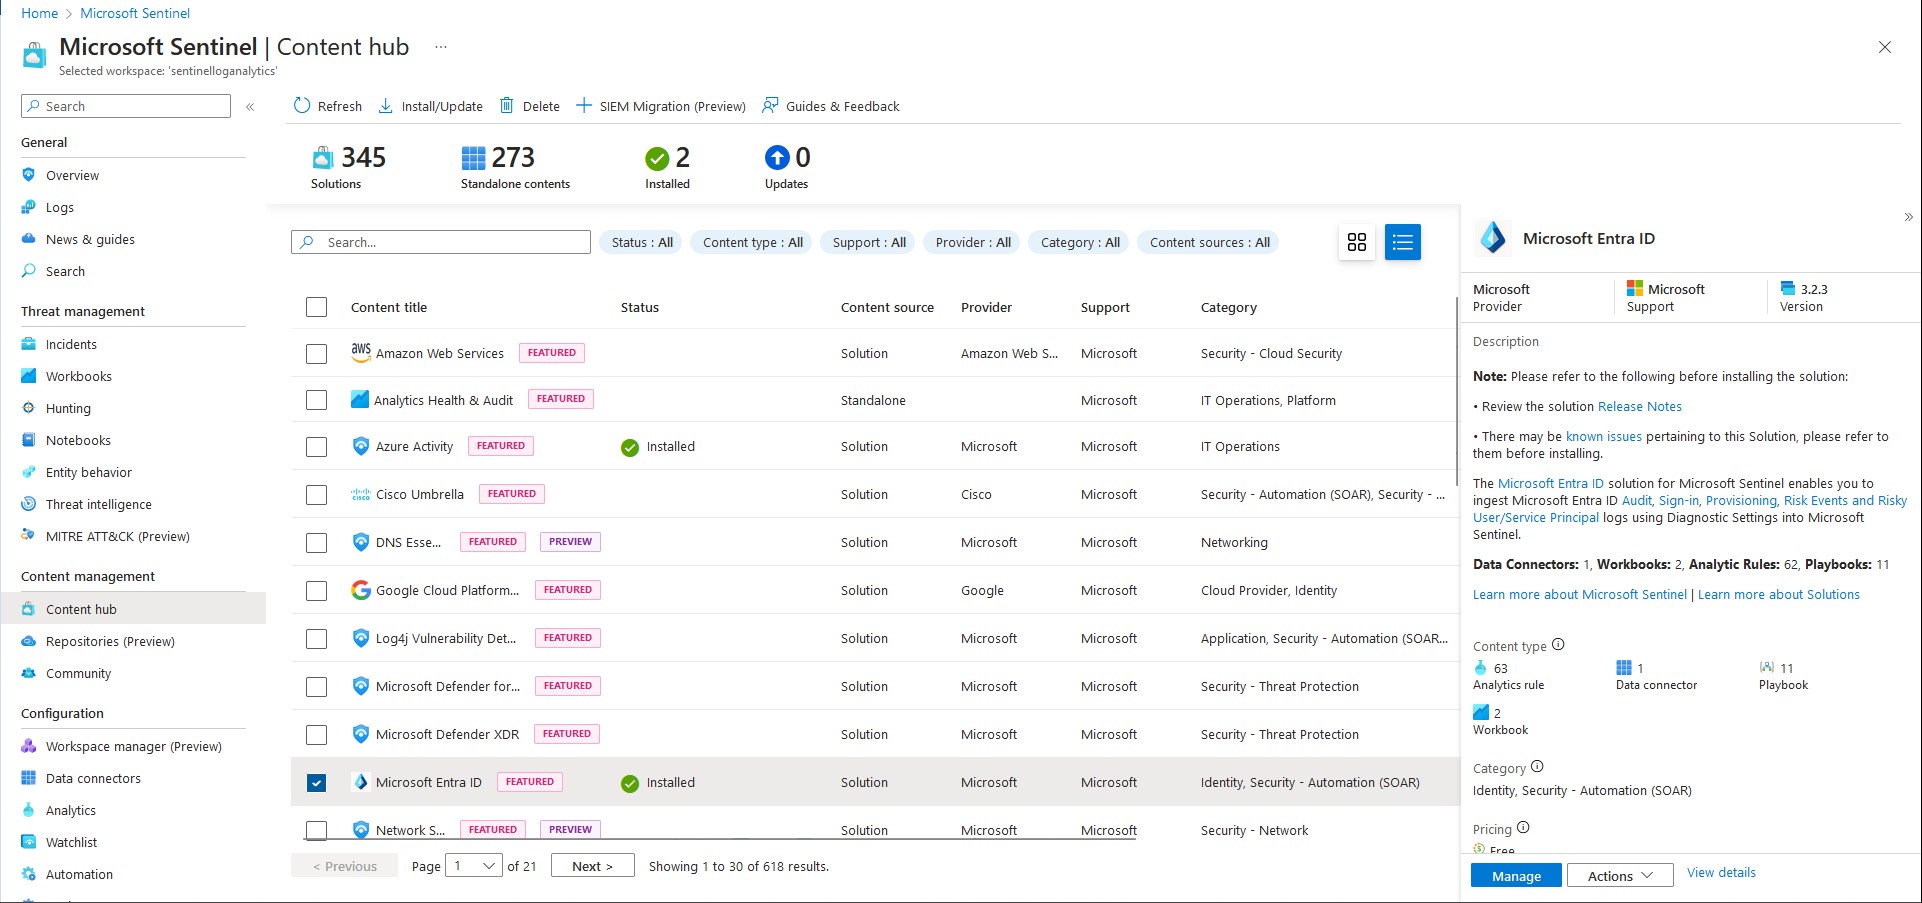 Home > Microsoft Sentinel
Microsoft Sentinel | Content hub ...
Selected workspace: 'sentinelloganalytics'
Search «
General
Overview
Logs
News & guides
Search
Threat management
Incidents
Workbooks
Hunting
Notebooks
Entity behavior
Threat intelligence
MITRE ATT&CK (Preview)
Content management
Content hub
Repositories (Preview)
Community
Configuration
Workspace manager (Preview)
Data connectors
Analytics
Watchlist
Automation
Refresh Install/Update Delete SIEM Migration (Preview) Guides & Feedback
345 273 2 0
Solutions Standalone contents Installed Updates
Search... Status : All Content type : All Support : All Provider : All Category : All Content sources : All
Content title Status Content source Provider Support Category
aws Amazon Web Services FEATURED Solution Amazon Web S... Microsoft Security - Cloud Security
Analytics Health & Audit FEATURED Standalone Microsoft IT Operations, Platform
Azure Activity FEATURED Installed Solution Microsoft Microsoft IT Operations
cisco Cisco Umbrella FEATURED Solution Cisco Microsoft Security - Automation (SOAR), Security - ...
DNS Esse... FEATURED PREVIEW Solution Microsoft Microsoft Networking
Google Cloud Platform... FEATURED Solution Google Microsoft Cloud Provider, Identity
Log4j Vulnerability Det... FEATURED Solution Microsoft Microsoft Application, Security - Automation (SOAR...
Microsoft Defender for... FEATURED Solution Microsoft Microsoft Security - Threat Protection
Microsoft Defender XDR FEATURED Solution Microsoft Microsoft Security - Threat Protection
Microsoft Entra ID FEATURED Installed Solution Microsoft Microsoft Identity, Security - Automation (SOAR)
Network S... FEATURED PREVIEW Solution Microsoft Microsoft Security - Network
< Previous Page 1 of 21 Next > Showing 1 to 30 of 618 results.
»
Microsoft Entra ID
Microsoft Microsoft 3.2.3
Provider Support Version
Description
Note: Please refer to the following before installing the solution:
• Review the solution Release Notes
• There may be known issues pertaining to this Solution, please refer to
them before installing.
The Microsoft Entra ID solution for Microsoft Sentinel enables you to
ingest Microsoft Entra ID Audit, Sign-in, Provisioning, Risk Events and Risky
User/Service Principal logs using Diagnostic Settings into Microsoft
Sentinel.
Data Connectors: 1, Workbooks: 2, Analytic Rules: 62, Playbooks: 11
Learn more about Microsoft Sentinel | Learn more about Solutions
Content type
63 1 11
Analytics rule Data connector Playbook
2
Workbook
Category
Identity, Security - Automation (SOAR)
Pricing
Free
Manage Actions View details